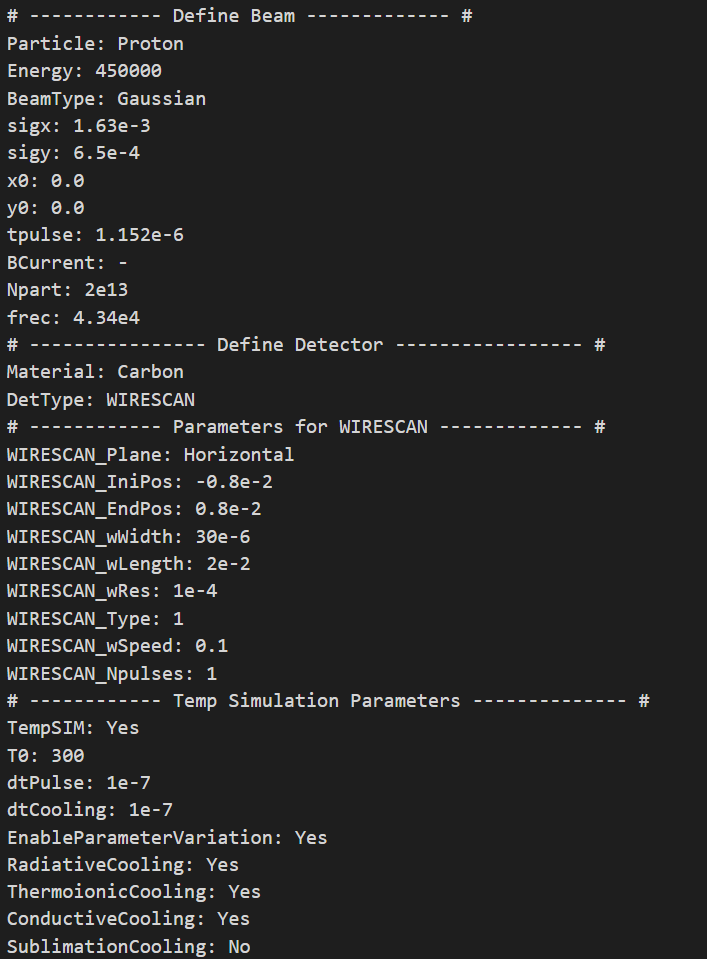 # ------------ Define Beam ------------- #
Particle: Proton
Energy: 450000
BeamType: Gaussian
sigx: 1.63e-3
sigy: 6.5e-4
x0: 0.0
y0: 0.0
tpulse: 1.152e-6
BCurrent: -
Npart: 2e13
frec: 4.34e4
# ---------------- Define Detector ----------------- #
Material: Carbon
DetType: WIRESCAN
# ------------ Parameters for WIRESCAN ------------- #
WIRESCAN_Plane: Horizontal
WIRESCAN_IniPos: -0.8e-2
WIRESCAN_EndPos: 0.8e-2
WIRESCAN_wWidth: 30e-6
WIRESCAN_wLength: 2e-2
WIRESCAN_wRes: 1e-4
WIRESCAN_Type: 1
WIRESCAN_wSpeed: 0.1
WIRESCAN_Npulses: 1
# ------------ Temp Simulation Parameters -------------- #
TempSIM: Yes
T0: 300
dtPulse: 1e-7
dtCooling: 1e-7
EnableParameterVariation: Yes
RadiativeCooling: Yes
ThermoionicCooling: Yes
ConductiveCooling: Yes
SublimationCooling: No